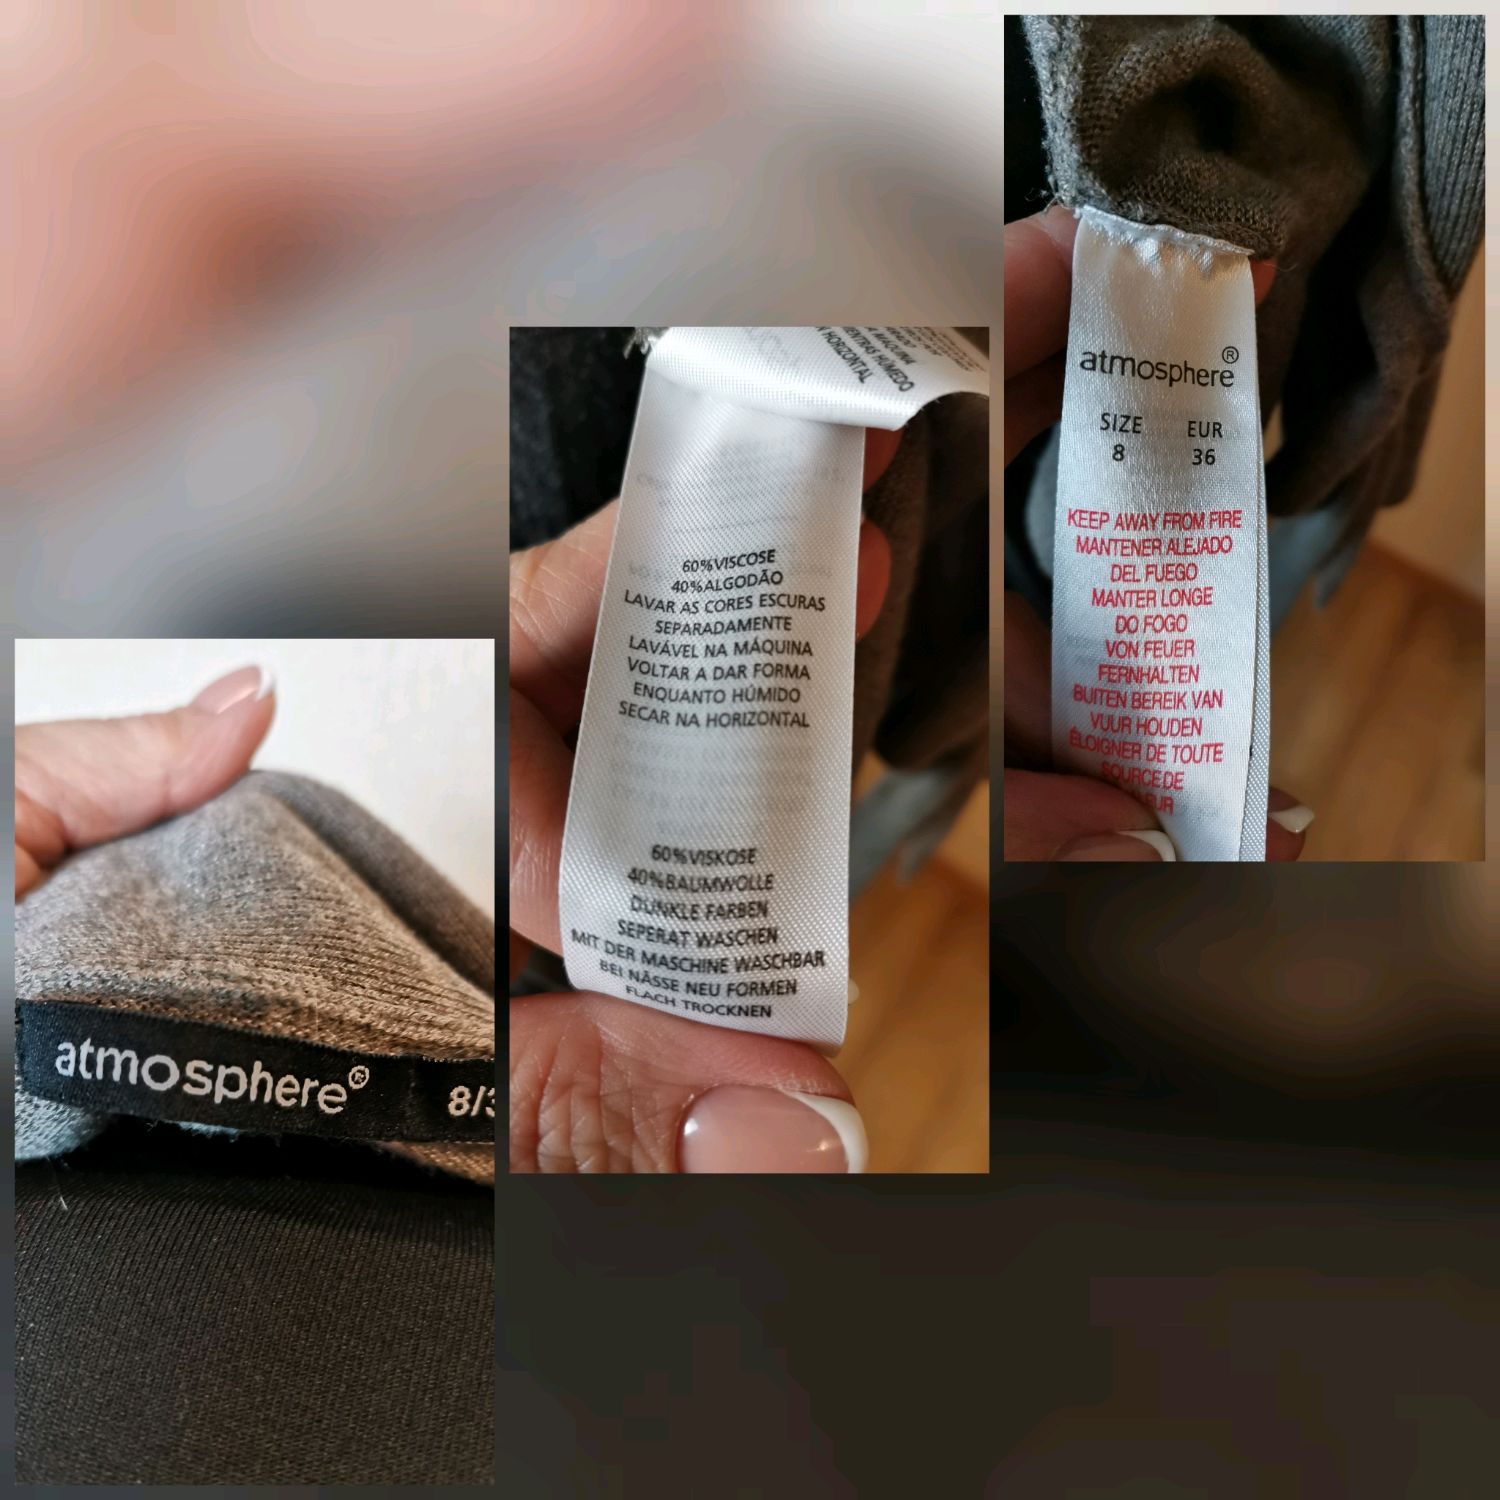 atmosphere®
8/3
A MÁQUINA
HÚMEDO
HORIZONTAL
60%VISCOSE
40%ALGODÃO
LAVAR AS CORES ESCURAS
SEPARADAMENTE
LAVÁVEL NA MÁQUINA
VOLTAR A DAR FORMA
ENQUANTO HÚMIDO
SECAR NA HORIZONTAL
60%VISKOSE
40%BAUMWOLLE
DUNKLE FARBEN
SEPERAT WASCHEN
MIT DER MASCHINE WASCHBAR
BEI NÄSSE NEU FORMEN
FLACH TROCKNEN
atmosphere®
SIZE EUR
8 36
KEEP AWAY FROM FIRE
MANTENER ALEJADO
DEL FUEGO
MANTER LONGE
DO FOGO
VON FEUER
FERNHALTEN
BUITEN BEREIK VAN
VUUR HOUDEN
ÉLOIGNER DE TOUTE
SOURCE DE